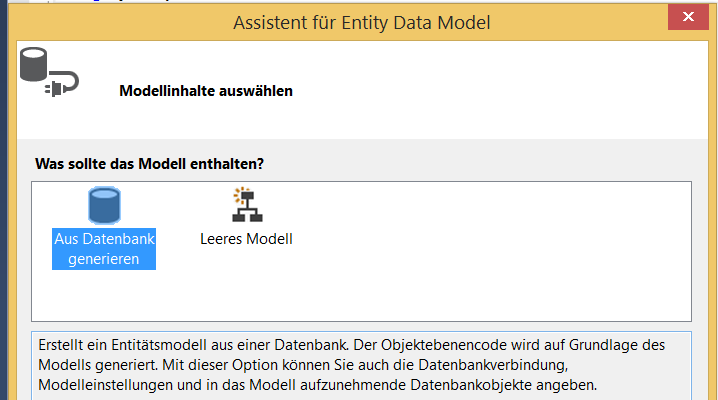 Assistent für Entity Data Model
Modellinhalte auswählen
Was sollte das Modell enthalten?
Aus Datenbank
generieren
Leeres Modell
Erstellt ein Entitätsmodell aus einer Datenbank. Der Objektebenencode wird auf Grundlage des
Modells generiert. Mit dieser Option können Sie auch die Datenbankverbindung,
Modelleinstellungen und in das Modell aufzunehmende Datenbankobjekte angeben.